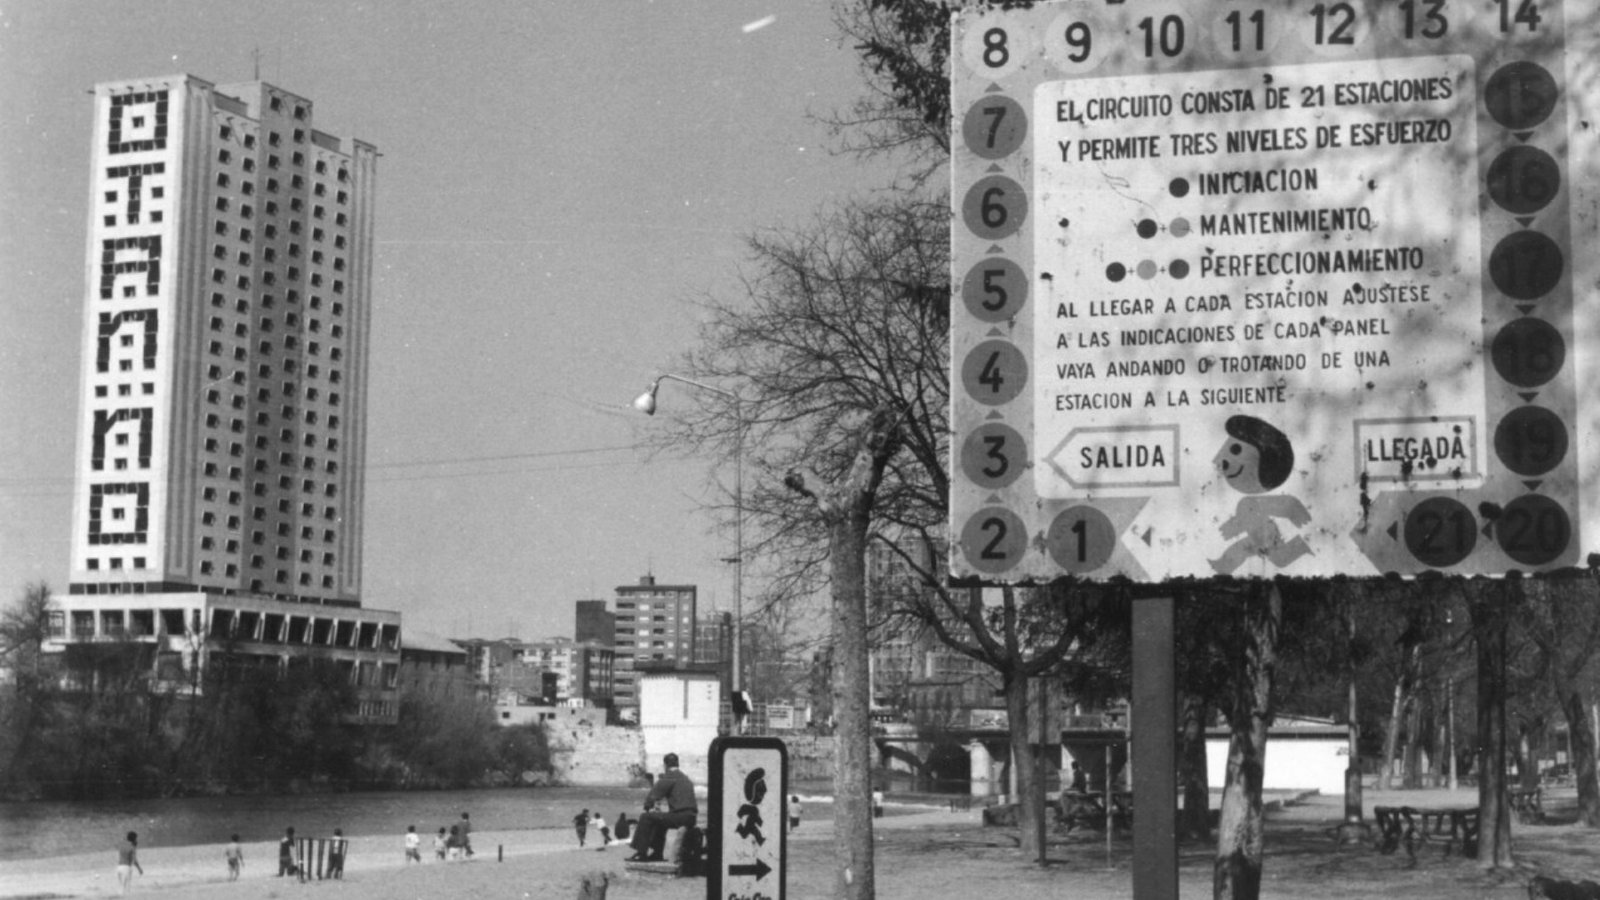 OTAÑO
8 9 10 11 12 13 14
7
6
5
4
3
2
1
15
16
17
18
19
20
21
EL CIRCUITO CONSTA DE 21 ESTACIONES
Y PERMITE TRES NIVELES DE ESFUERZO
INICIACION
+ MANTENIMIENTO
+ + PERFECCIONAMIENTO
AL LLEGAR A CADA ESTACION AJUSTESE
A LAS INDICACIONES DE CADA PANEL
VAYA ANDANDO O TROTANDO DE UNA
ESTACION A LA SIGUIENTE
SALIDA
LLEGADA